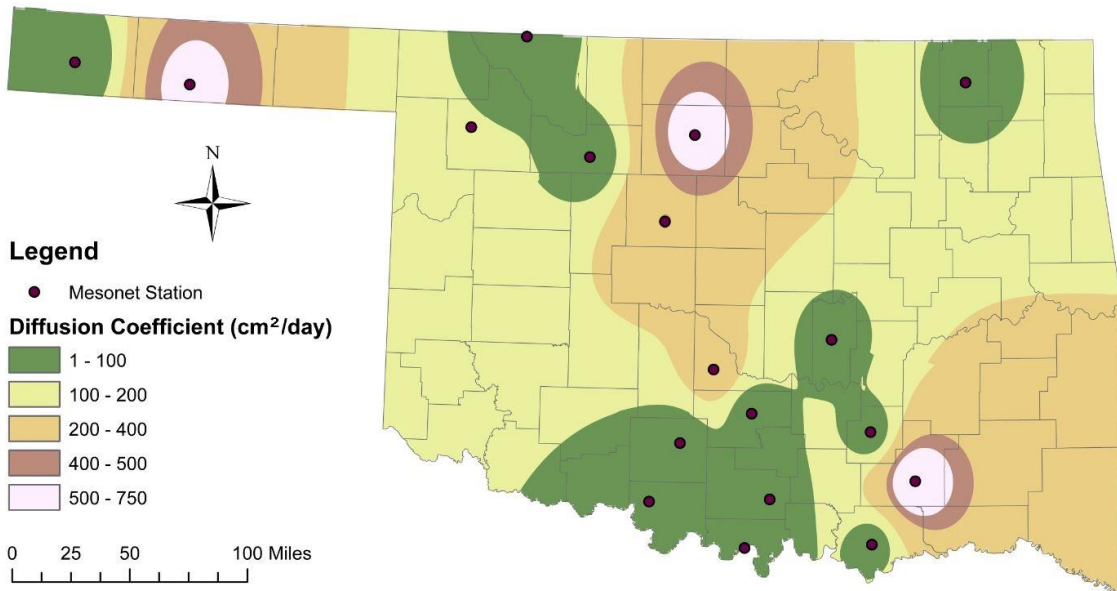 N
Legend
Mesonet Station
Diffusion Coefficient (cm²/day)
1 - 100
100 - 200
200 - 400
400 - 500
500 - 750
0 25 50 100 Miles